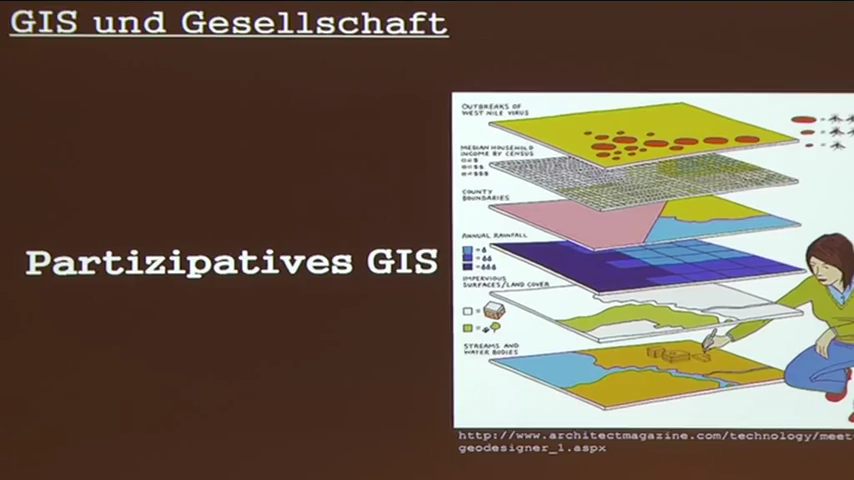 GIS und Gesellschaft
OUTBREAKS OF
WEST NILE VIRUS
MEDIAN HOUSEHOLD
INCOME BY CENSUS
= $
= $$
= $$$
COUNTY
BOUNDARIES
Partizipatives GIS
ANNUAL RAINFALL
IMPERVIOUS
SURFACES/LAND COVER
STREAMS AND
WATER BODIES
http://www.architectmagazine.com/technology/meet
geodesigner_1.aspx